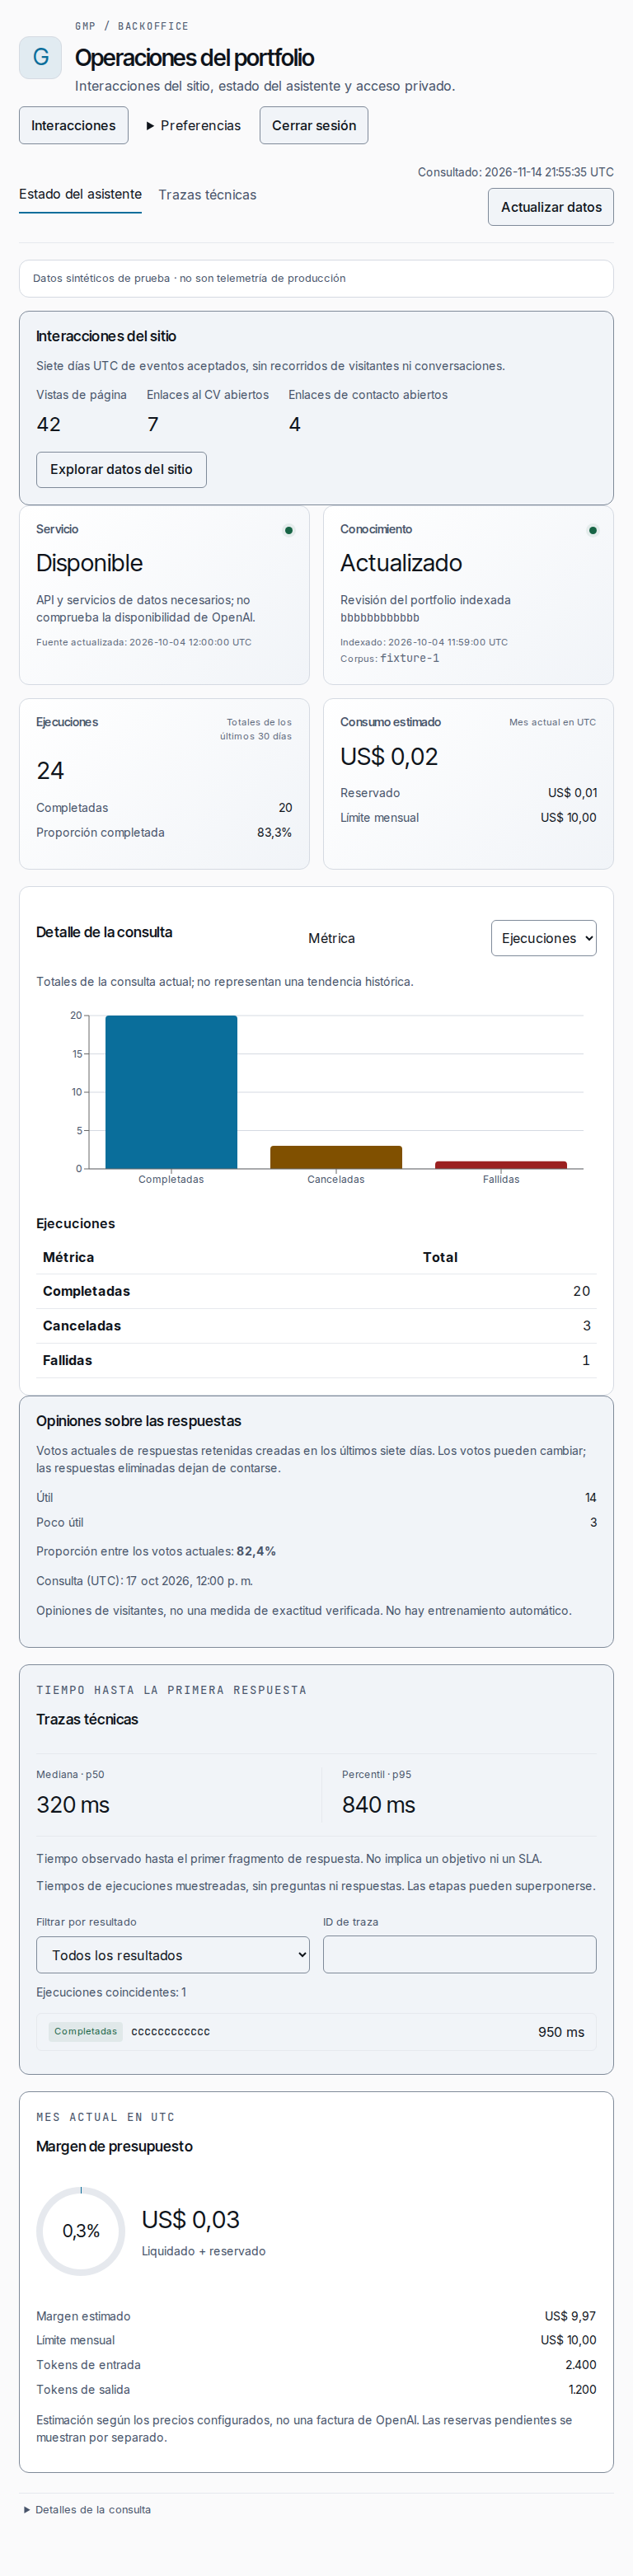 GMP / BACKOFFICE
G
Operaciones del portfolio
Interacciones del sitio, estado del asistente y acceso privado.
Interacciones
▶ Preferencias
Cerrar sesión
Consultado: 2026-11-14 21:55:35 UTC
Estado del asistente
Trazas técnicas
Actualizar datos
Datos sintéticos de prueba · no son telemetría de producción
Interacciones del sitio
Siete días UTC de eventos aceptados, sin recorridos de visitantes ni conversaciones.
Vistas de página
Enlaces al CV abiertos
Enlaces de contacto abiertos
42
7
4
Explorar datos del sitio
Servicio
Disponible
API y servicios de datos necesarios; no
comprueba la disponibilidad de OpenAI.
Fuente actualizada: 2026-10-04 12:00:00 UTC
Conocimiento
Actualizado
Revisión del portfolio indexada
bbbbbbbbbbbb
Indexado: 2026-10-04 11:59:00 UTC
Corpus: fixture-1
Ejecuciones
Totales de los
últimos 30 días
24
Completadas 20
Proporción completada 83,3%
Consumo estimado
Mes actual en UTC
US$ 0,02
Reservado US$ 0,01
Límite mensual US$ 10,00
Detalle de la consulta
Métrica
Ejecuciones
Totales de la consulta actual; no representan una tendencia histórica.
20
15
10
5
0
Completadas
Canceladas
Fallidas
Ejecuciones
Métrica Total
Completadas 20
Canceladas 3
Fallidas 1
Opiniones sobre las respuestas
Votos actuales de respuestas retenidas creadas en los últimos siete días. Los votos pueden cambiar;
las respuestas eliminadas dejan de contarse.
Útil 14
Poco útil 3
Proporción entre los votos actuales: 82,4%
Consulta (UTC): 17 oct 2026, 12:00 p. m.
Opiniones de visitantes, no una medida de exactitud verificada. No hay entrenamiento automático.
TIEMPO HASTA LA PRIMERA RESPUESTA
Trazas técnicas
Mediana · p50
320 ms
Percentil · p95
840 ms
Tiempo observado hasta el primer fragmento de respuesta. No implica un objetivo ni un SLA.
Tiempos de ejecuciones muestreadas, sin preguntas ni respuestas. Las etapas pueden superponerse.
Filtrar por resultado
Todos los resultados
ID de traza
Ejecuciones coincidentes: 1
Completadas cccccccccccc 950 ms
MES ACTUAL EN UTC
Margen de presupuesto
0,3%
US$ 0,03
Liquidado + reservado
Margen estimado US$ 9,97
Límite mensual US$ 10,00
Tokens de entrada 2.400
Tokens de salida 1.200
Estimación según los precios configurados, no una factura de OpenAI. Las reservas pendientes se
muestran por separado.
▶ Detalles de la consulta